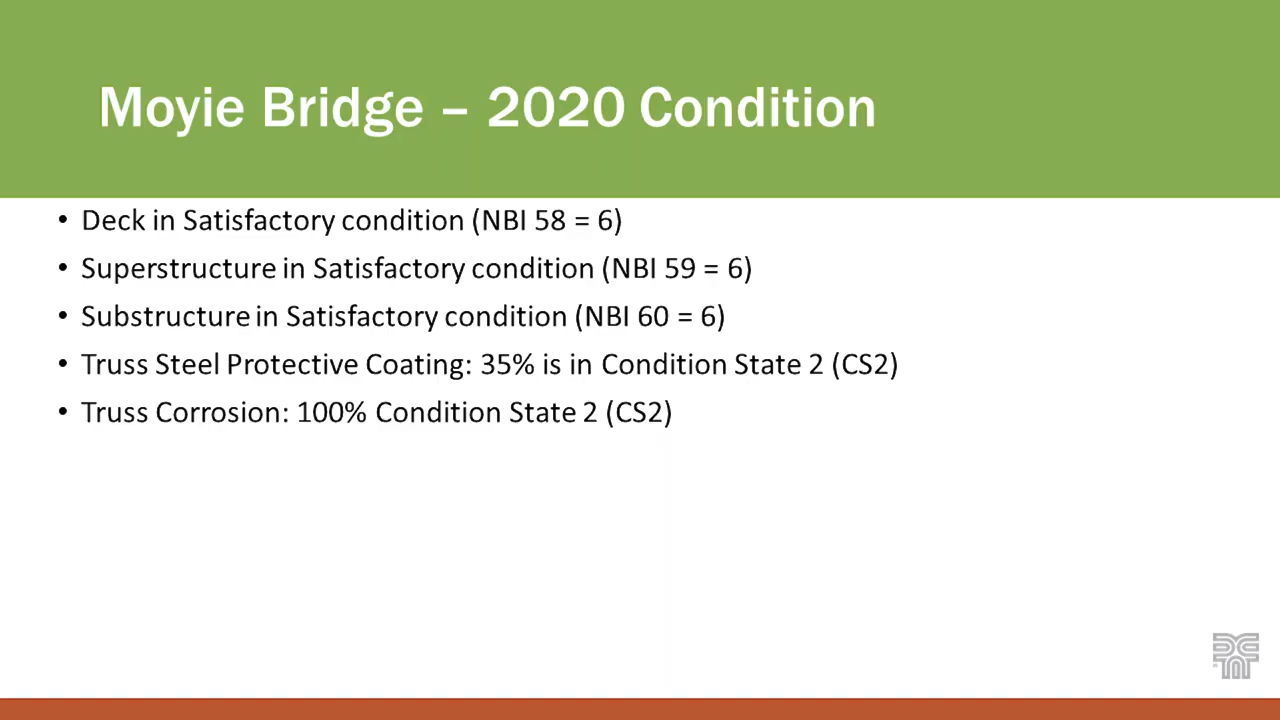 Moyie Bridge – 2020 Condition
• Deck in Satisfactory condition (NBI 58 = 6)
• Superstructure in Satisfactory condition (NBI 59 = 6)
• Substructure in Satisfactory condition (NBI 60 = 6)
• Truss Steel Protective Coating: 35% is in Condition State 2 (CS2)
• Truss Corrosion: 100% Condition State 2 (CS2)